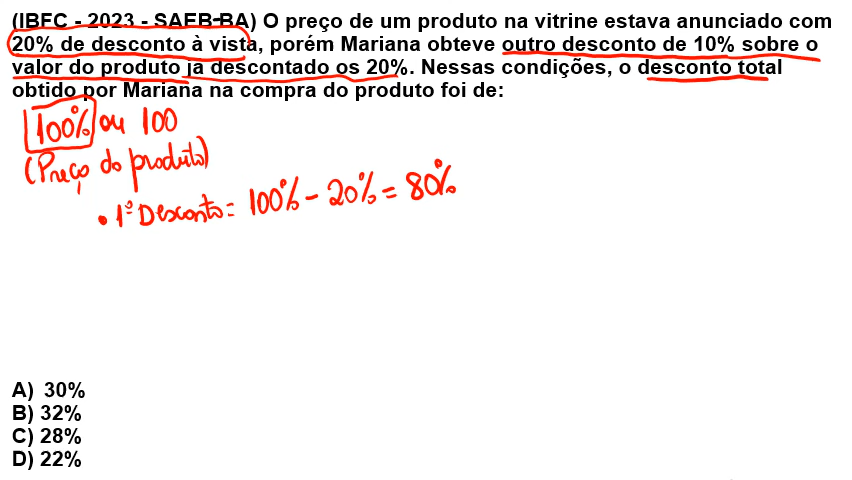 (IBFC - 2023 - SAEB-BA) O preço de um produto na vitrine estava anunciado com
20% de desconto à vista, porém Mariana obteve outro desconto de 10% sobre o
valor do produto já descontado os 20%. Nessas condições, o desconto total
obtido por Mariana na compra do produto foi de:
100% ou 100
(Preço do produto)
• 1º Desconto = 100% - 20% = 80%
A) 30%
B) 32%
C) 28%
D) 22%